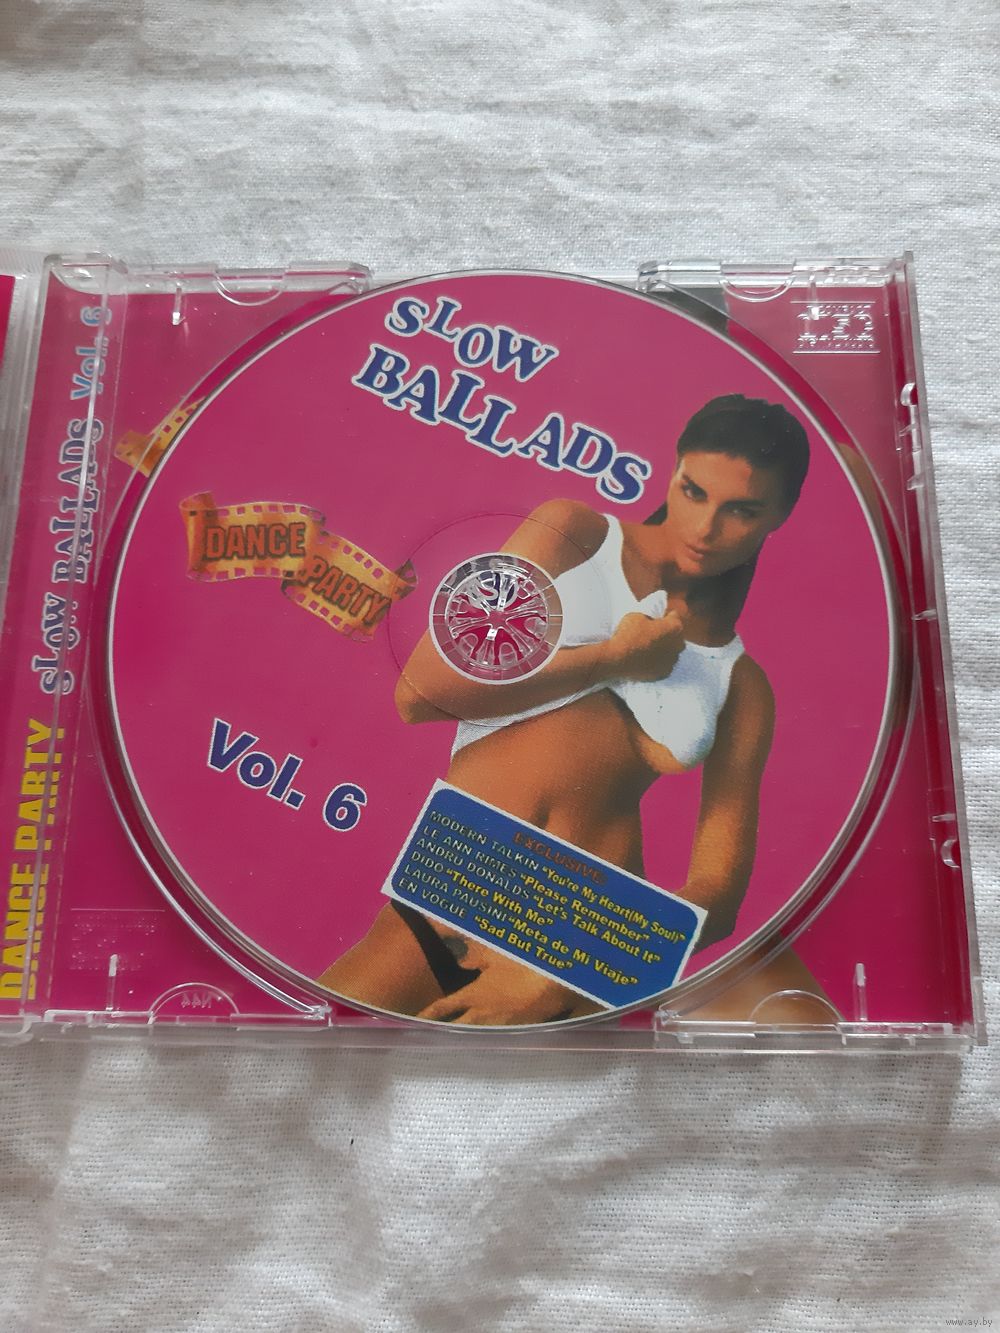 SLOW
BALLADS
DANCE
PARTY
Vol. 6
EXCLUSIVE:
MODERN TALKIN "You're My Heart(My Soul)"
LE ANN RIMES "Please Remember"
ANDRU DONALDS "Let's Talk About It"
DIDO "There With Me"
LAURA PAUSINI "Meta de Mi Viaje"
EN VOGUE "Sad But True"
DANCE PARTY SLOW BALLADS Vol. 6
www.ay.by